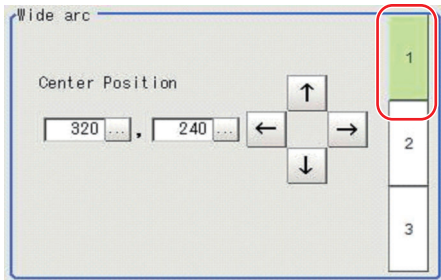 Wide arc
Center Position
320 ... , 240 ...
1
2
3